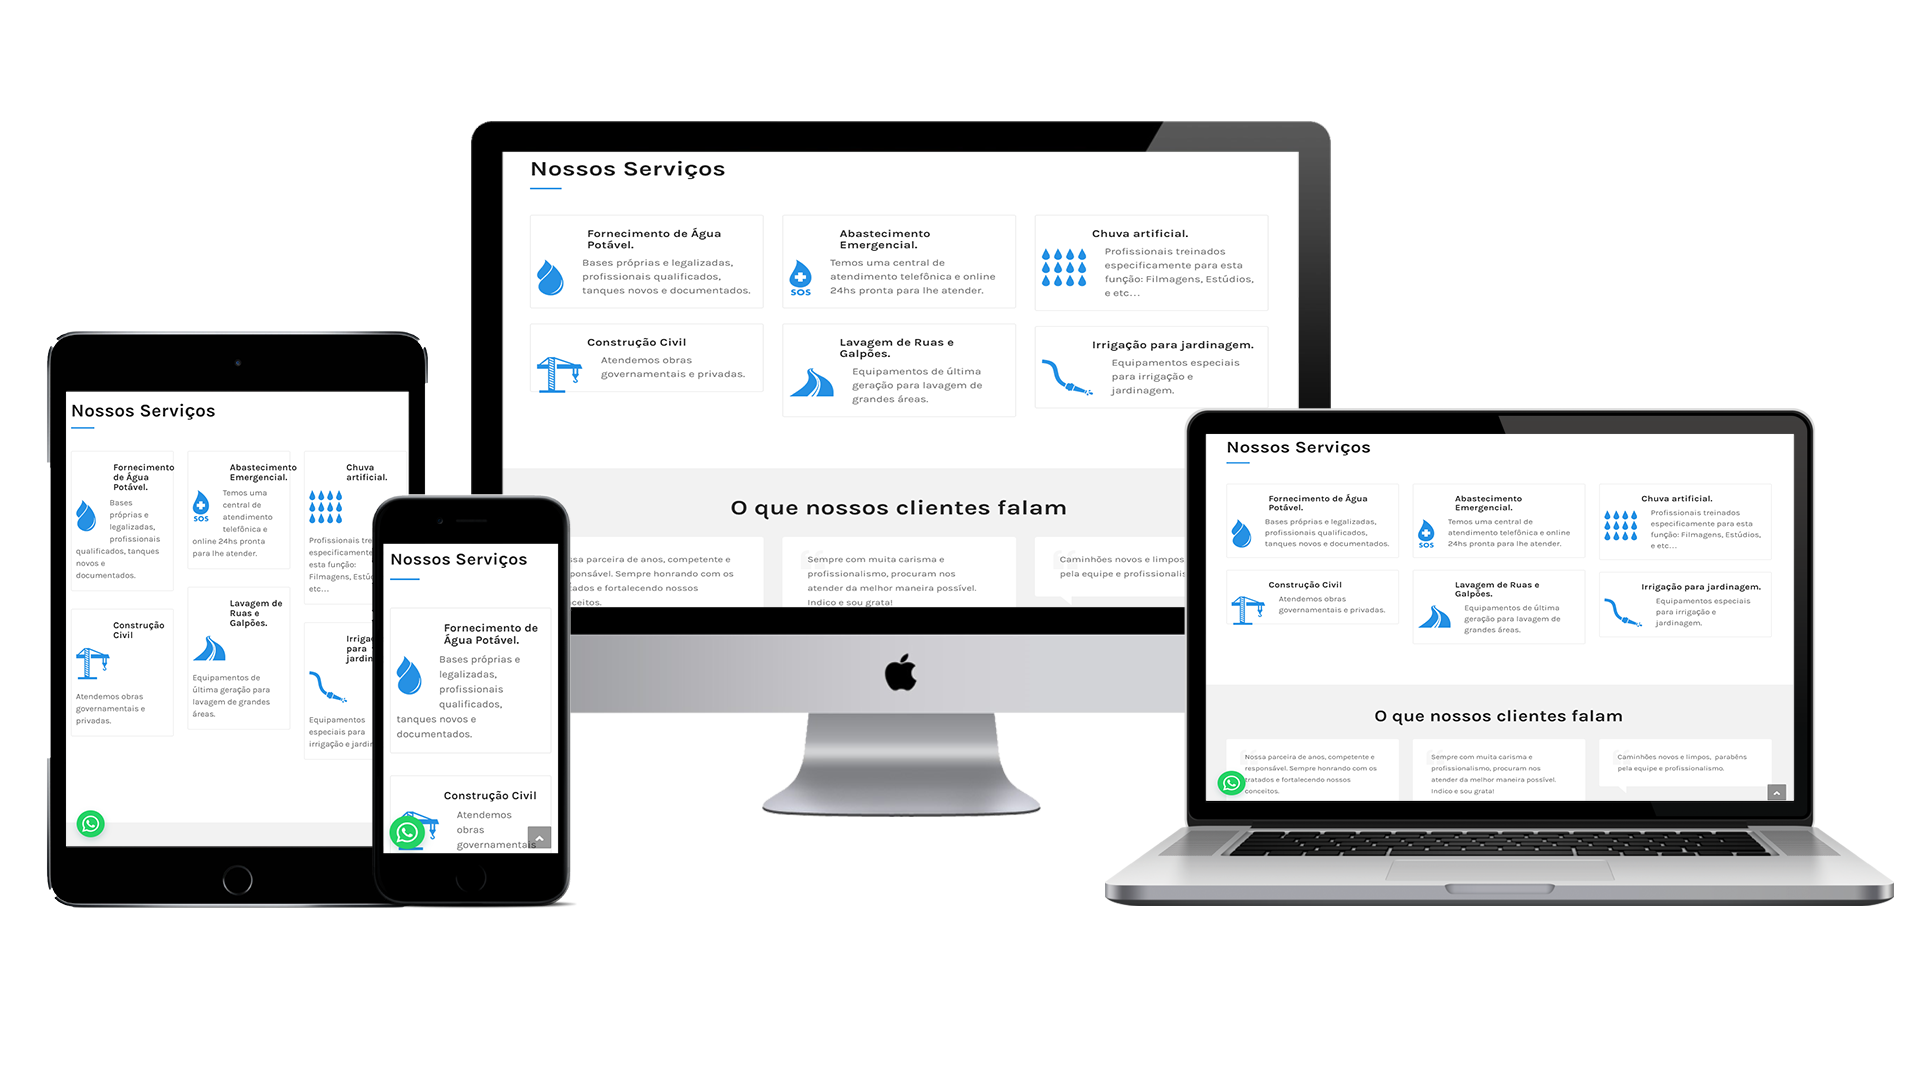 Nossos Serviços
Fornecimento de Água
Potável.
Bases próprias e legalizadas,
profissionais qualificados,
tanques novos e documentados.
Abastecimento
Emergencial.
SOS
Temos uma central de
atendimento telefônica e online
24hs pronta para lhe atender.
Chuva artificial.
Profissionais treinados
especificamente para esta
função: Filmagens, Estúdios,
e etc...
Construção Civil
Atendemos obras
governamentais e privadas.
Lavagem de Ruas e
Galpões.
Equipamentos de última
geração para lavagem de
grandes áreas.
Irrigação para jardinagem.
Equipamentos especiais
para irrigação e
jardinagem.
O que nossos clientes falam
ssa parceira de anos, competente e
ponsável. Sempre honrando com os
tados e fortalecendo nossos
ceitos.
Sempre com muita carisma e
profissionalismo, procuram nos
atender da melhor maneira possível.
Indico e sou grata!
Caminhões novos e limpos
pela equipe e profissionalis
Nossos Serviços
Fornecimento
de Água
Potável.
Bases
próprias e
legalizadas,
profissionais
qualificados, tanques
novos e
documentados.
Abastecimento
Emergencial.
SOS
Temos uma
central de
atendimento
telefônica e
online 24hs pronta
para lhe atender.
Chuva
artificial.
Profissionais tre
especificamente
esta função:
Filmagens, Estú
etc...
Construção
Civil
Atendemos obras
governamentais e
privadas.
Lavagem de
Ruas e
Galpões.
Equipamentos de
última geração para
lavagem de grandes
áreas.
Irriga
para
jardin
Equipamentos
especiais para
irrigação e jardin
Nossos Serviços
Fornecimento de
Água Potável.
Bases próprias e
legalizadas,
profissionais
qualificados,
tanques novos e
documentados.
Construção Civil
Atendemos
obras
governamentais
Nossos Serviços
Fornecimento de Água
Potável.
Bases próprias e legalizadas,
profissionais qualificados,
tanques novos e documentados.
Abastecimento
Emergencial.
SOS
Temos uma central de
atendimento telefônica e online
24hs pronta para lhe atender.
Chuva artificial.
Profissionais treinados
especificamente para esta
função: Filmagens, Estúdios,
e etc...
Construção Civil
Atendemos obras
governamentais e privadas.
Lavagem de Ruas e
Galpões.
Equipamentos de última
geração para lavagem de
grandes áreas.
Irrigação para jardinagem.
Equipamentos especiais
para irrigação e
jardinagem.
O que nossos clientes falam
Nossa parceira de anos, competente e
responsável. Sempre honrando com os
tratados e fortalecendo nossos
conceitos.
Sempre com muita carisma e
profissionalismo, procuram nos
atender da melhor maneira possível.
Indico e sou grata!
Caminhões novos e limpos, parabéns
pela equipe e profissionalismo.